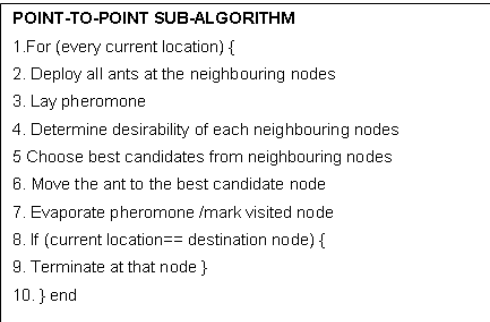 POINT-TO-POINT SUB-ALGORITHM
1.For (every current location) {
2. Deploy all ants at the neighbouring nodes
3. Lay pheromone
4. Determine desirability of each neighbouring nodes
5 Choose best candidates from neighbouring nodes
6. Move the ant to the best candidate node
7. Evaporate pheromone /mark visited node
8. If (current location== destination node) {
9. Terminate at that node }
10. } end